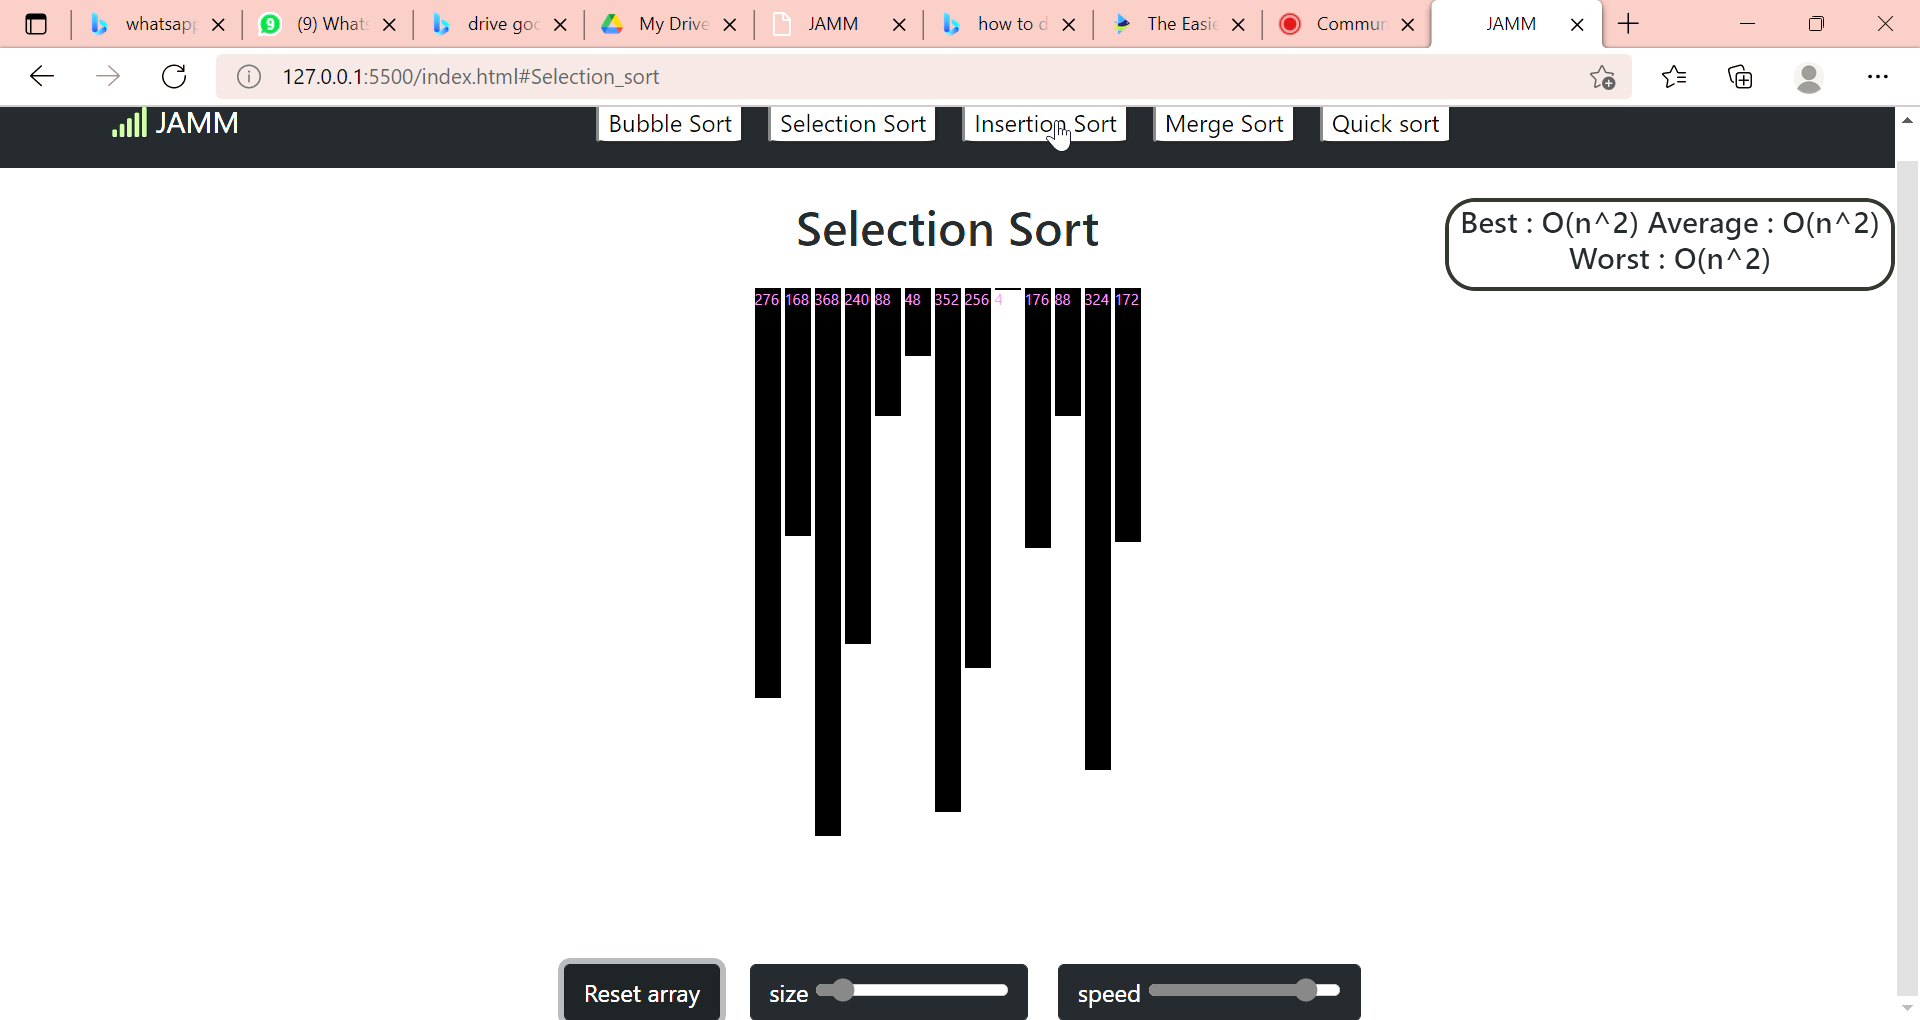 whatsapp (9) What drive goo My Drive JAMM how to d The Easie Commun JAMM
127.0.0.1:5500/index.html#Selection_sort
JAMM Bubble Sort Selection Sort Insertion Sort Merge Sort Quick sort
Selection Sort
Best : O(n^2) Average : O(n^2)
Worst : O(n^2)
276 168 368 240 88 48 352 256 4 176 88 324 172
Reset array size speed